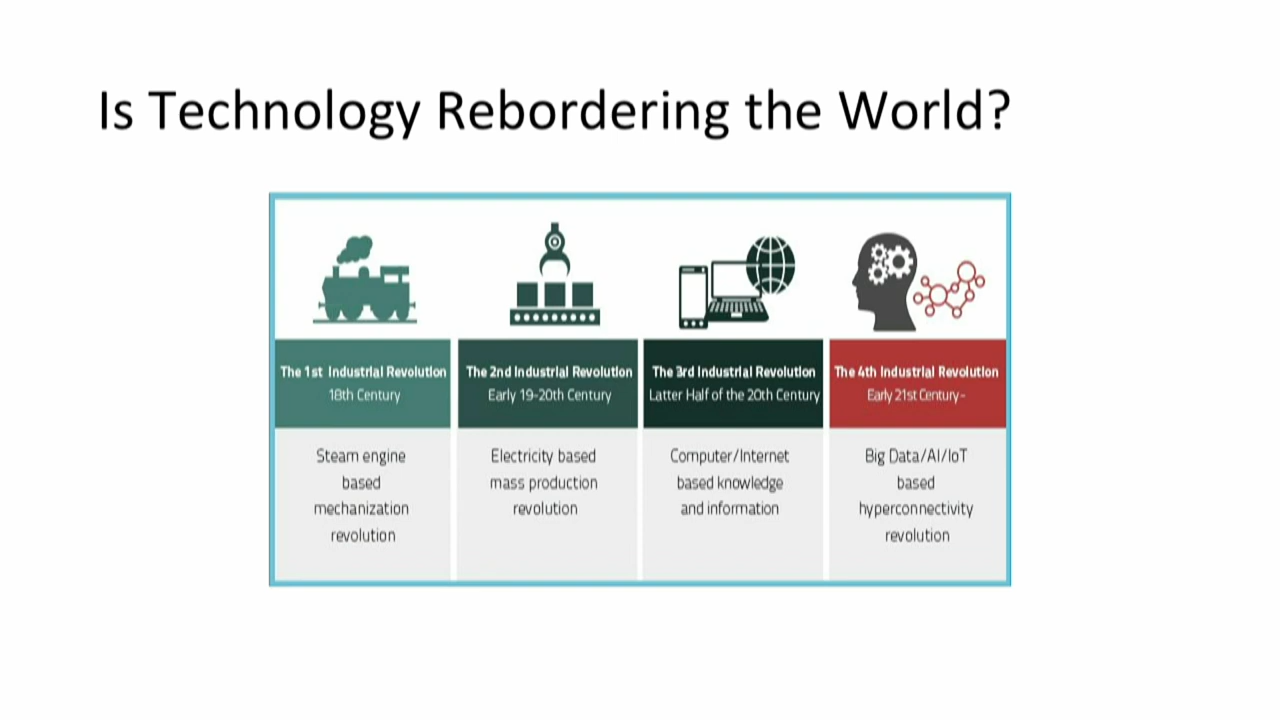 Is Technology Rebordering the World?
The 1st Industrial Revolution
18th Century
Steam engine
based
mechanization
revolution
The 2nd Industrial Revolution
Early 19-20th Century
Electricity based
mass production
revolution
The 3rd Industrial Revolution
Latter Half of the 20th Century
Computer/Internet
based knowledge
and information
The 4th Industrial Revolution
Early 21st Century-
Big Data/AI/IoT
based
hyperconnectivity
revolution